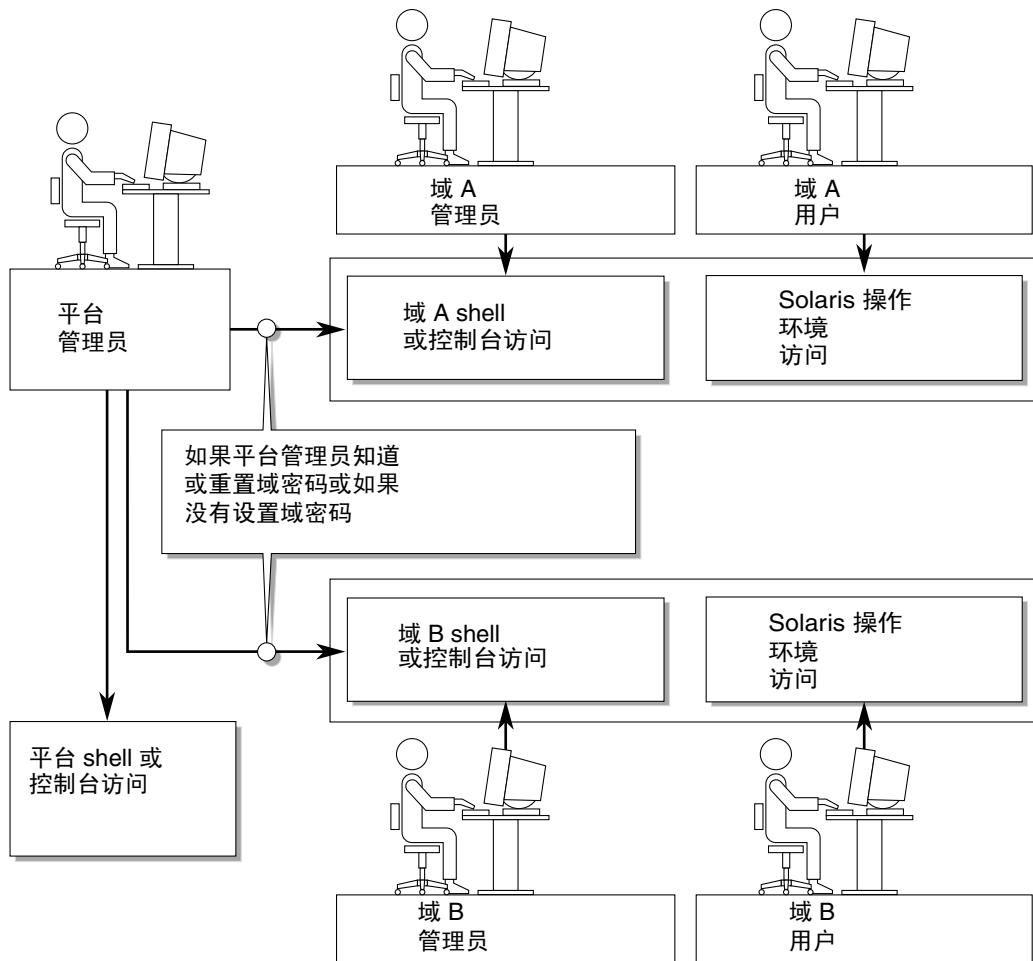 域 A
管理员
域 A
用户
平台
管理员
域 A shell
或控制台访问
Solaris 操作
环境
访问
如果平台管理员知道
或重置域密码或如果
没有设置域密码
域 B shell
或控制台访问
Solaris 操作
环境
访问
平台 shell 或
控制台访问
域 B
管理员
域 B
用户